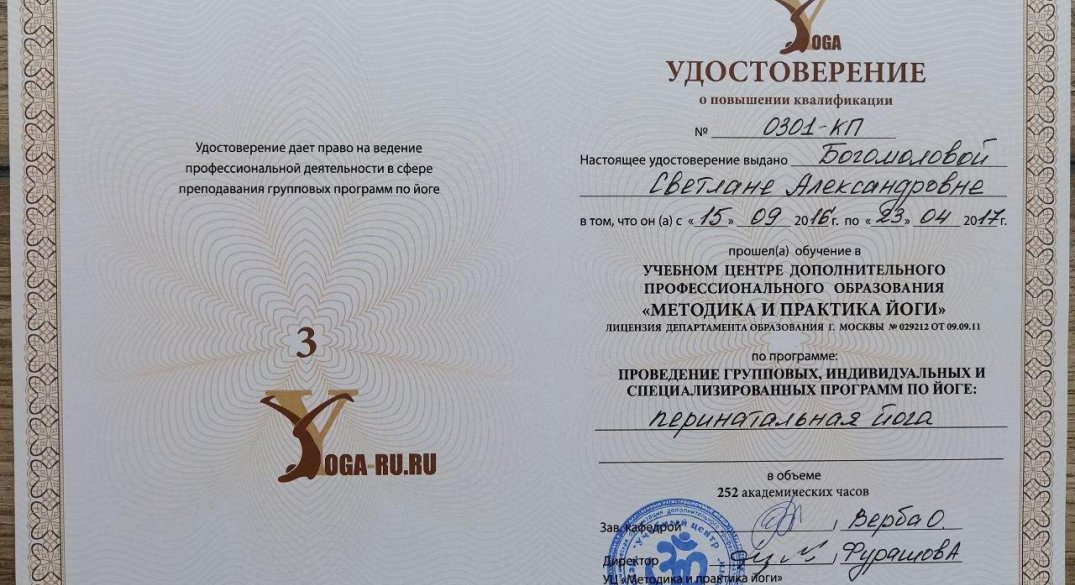 Удостоверение дает право на ведение
профессиональной деятельности в сфере
преподавания групповых программ по йоге
3
YOGA-RU.RU
YOGA
УДОСТОВЕРЕНИЕ
о повышении квалификации
№ 0301-КП
Настоящее удостоверение выдано Богомоловой
Светлане Александровне
в том, что он (а) с «15» 09 2016г. по «23» 04 2017г.
прошел(а) обучение в
УЧЕБНОМ ЦЕНТРЕ ДОПОЛНИТЕЛЬНОГО
ПРОФЕССИОНАЛЬНОГО ОБРАЗОВАНИЯ
«МЕТОДИКА И ПРАКТИКА ЙОГИ»
ЛИЦЕНЗИЯ ДЕПАРТАМЕНТА ОБРАЗОВАНИЯ Г. МОСКВЫ № 029212 ОТ 09.09.11
по программе:
ПРОВЕДЕНИЕ ГРУППОВЫХ, ИНДИВИДУАЛЬНЫХ И
СПЕЦИАЛИЗИРОВАННЫХ ПРОГРАММ ПО ЙОГЕ:
перинатальная йога
в объеме
252 академических часов
Зав. кафедрой / Верба О.
Директор / Фурашов А
УЦ «Методика и практика йоги»
Учебный центр
ॐ